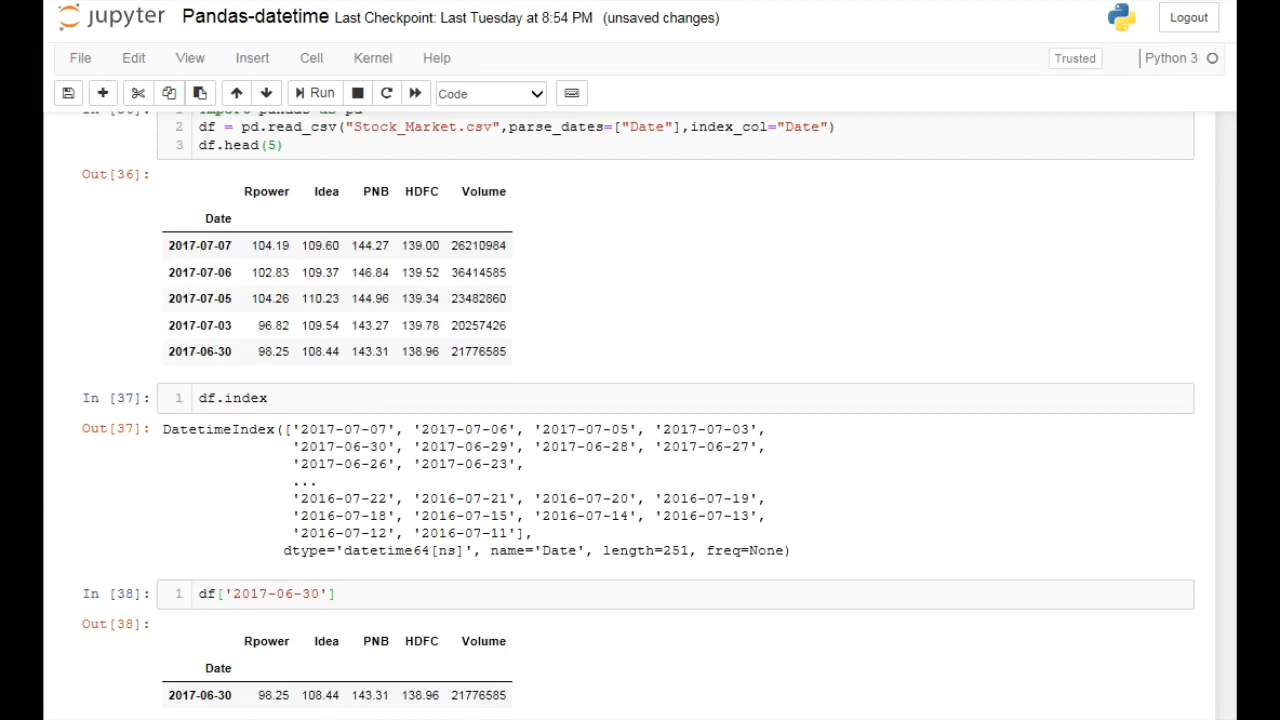 jupyter Pandas-datetime Last Checkpoint: Last Tuesday at 8:54 PM (unsaved changes) Logout
File Edit View Insert Cell Kernel Help Trusted Python 3
Run Code
1 import pandas as pd
2 df = pd.read_csv("Stock_Market.csv",parse_dates=["Date"],index_col="Date")
3 df.head(5)
Out[36]:
Rpower Idea PNB HDFC Volume
Date
2017-07-07 104.19 109.60 144.27 139.00 26210984
2017-07-06 102.83 109.37 146.84 139.52 36414585
2017-07-05 104.26 110.23 144.96 139.34 23482860
2017-07-03 96.82 109.54 143.27 139.78 20257426
2017-06-30 98.25 108.44 143.31 138.96 21776585
In [37]: 1 df.index
Out[37]: DatetimeIndex(['2017-07-07', '2017-07-06', '2017-07-05', '2017-07-03',
'2017-06-30', '2017-06-29', '2017-06-28', '2017-06-27',
'2017-06-26', '2017-06-23',
...
'2016-07-22', '2016-07-21', '2016-07-20', '2016-07-19',
'2016-07-18', '2016-07-15', '2016-07-14', '2016-07-13',
'2016-07-12', '2016-07-11'],
dtype='datetime64[ns]', name='Date', length=251, freq=None)
In [38]: 1 df['2017-06-30']
Out[38]:
Rpower Idea PNB HDFC Volume
Date
2017-06-30 98.25 108.44 143.31 138.96 21776585